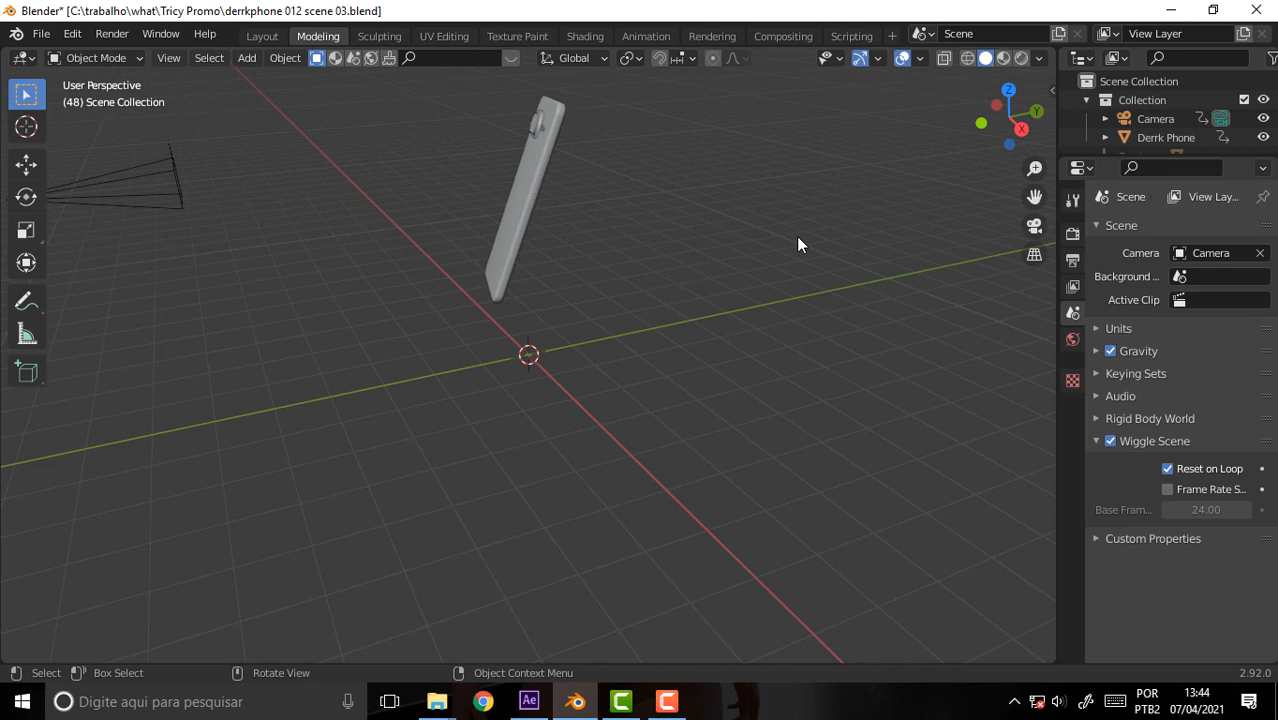 Blender* [C:\trabalho\what\Tricy Promo\derrkphone 012 scene 03.blend]
File Edit Render Window Help Layout Modeling Sculpting UV Editing Texture Paint Shading Animation Rendering Compositing Scripting + Scene View Layer
Object Mode View Select Add Object Global
User Perspective
(48) Scene Collection
Z
Y
X
Scene Collection
Collection
Camera
Derrk Phone
Scene View Lay...
Scene
Camera Camera
Background ...
Active Clip
Units
Gravity
Keying Sets
Audio
Rigid Body World
Wiggle Scene
Reset on Loop
Frame Rate S...
Base Fram... 24.00
Custom Properties
Select Box Select Rotate View Object Context Menu 2.92.0
Digite aqui para pesquisar
Ae
C
C
POR
PTB2
13:44
07/04/2021